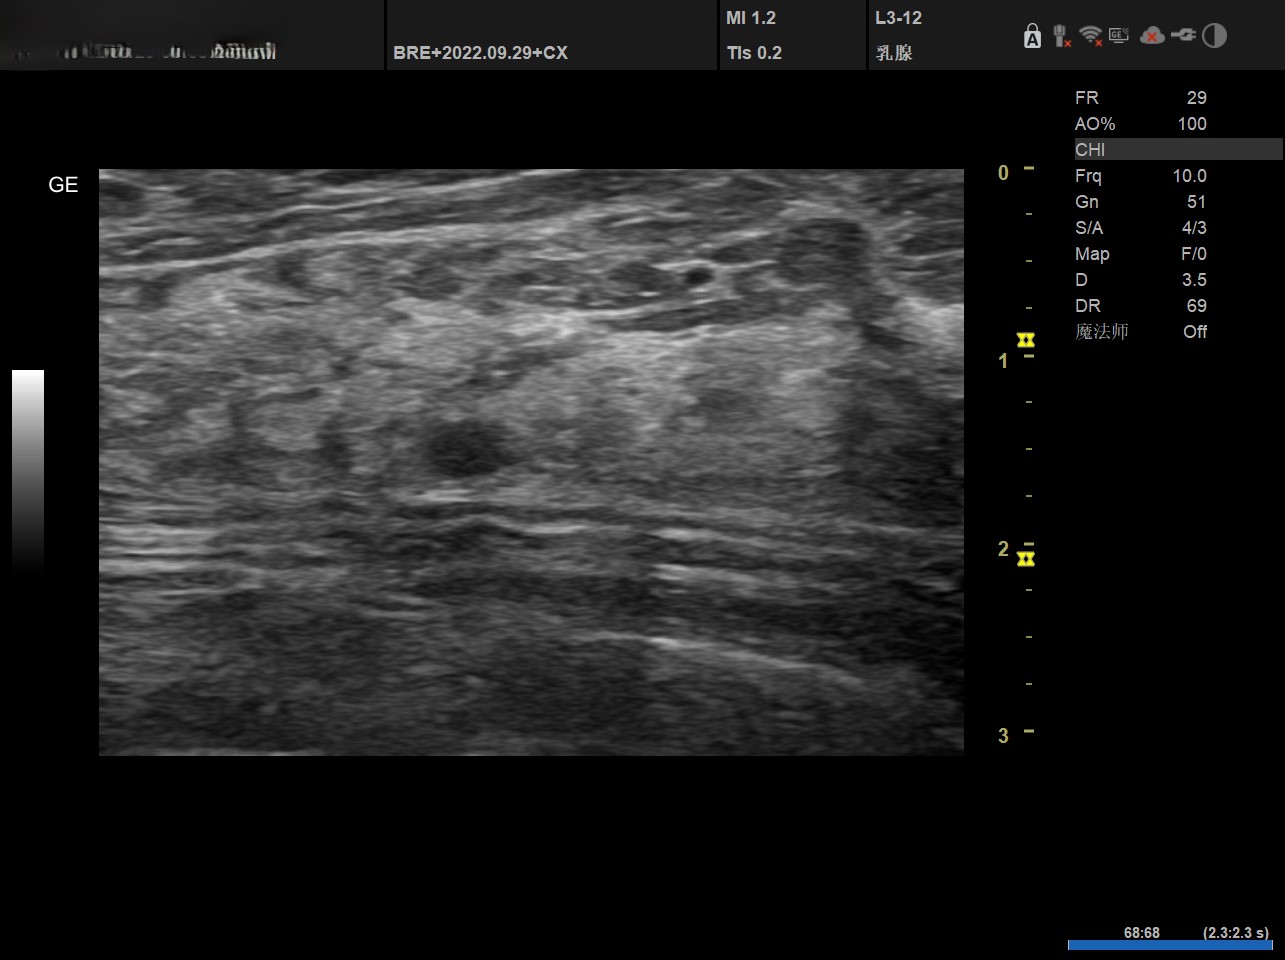 MI 1.2
L3-12
BRE+2022.09.29+CX
TIs 0.2
乳腺
A
GE
GE
FR 29
AO% 100
CHI
Frq 10.0
Gn 51
S/A 4/3
Map F/0
D 3.5
DR 69
魔法师 Off
0
1
2
3
68:68 (2.3:2.3 s)